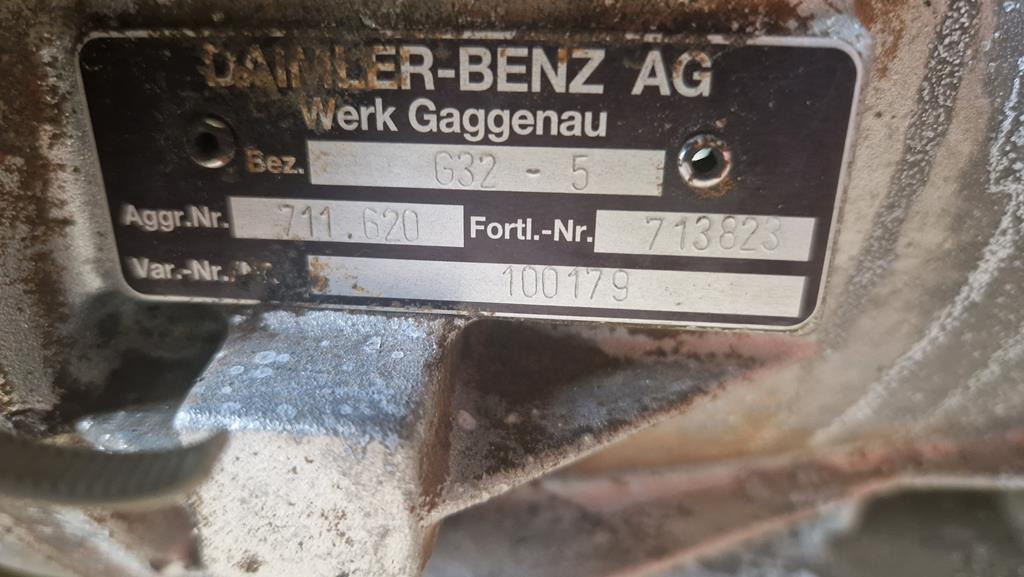 DAIMLER-BENZ AG
Werk Gaggenau
Bez. G32 - 5
Aggr.Nr. 711.620 Fortl.-Nr. 713823
Var.-Nr. 100179